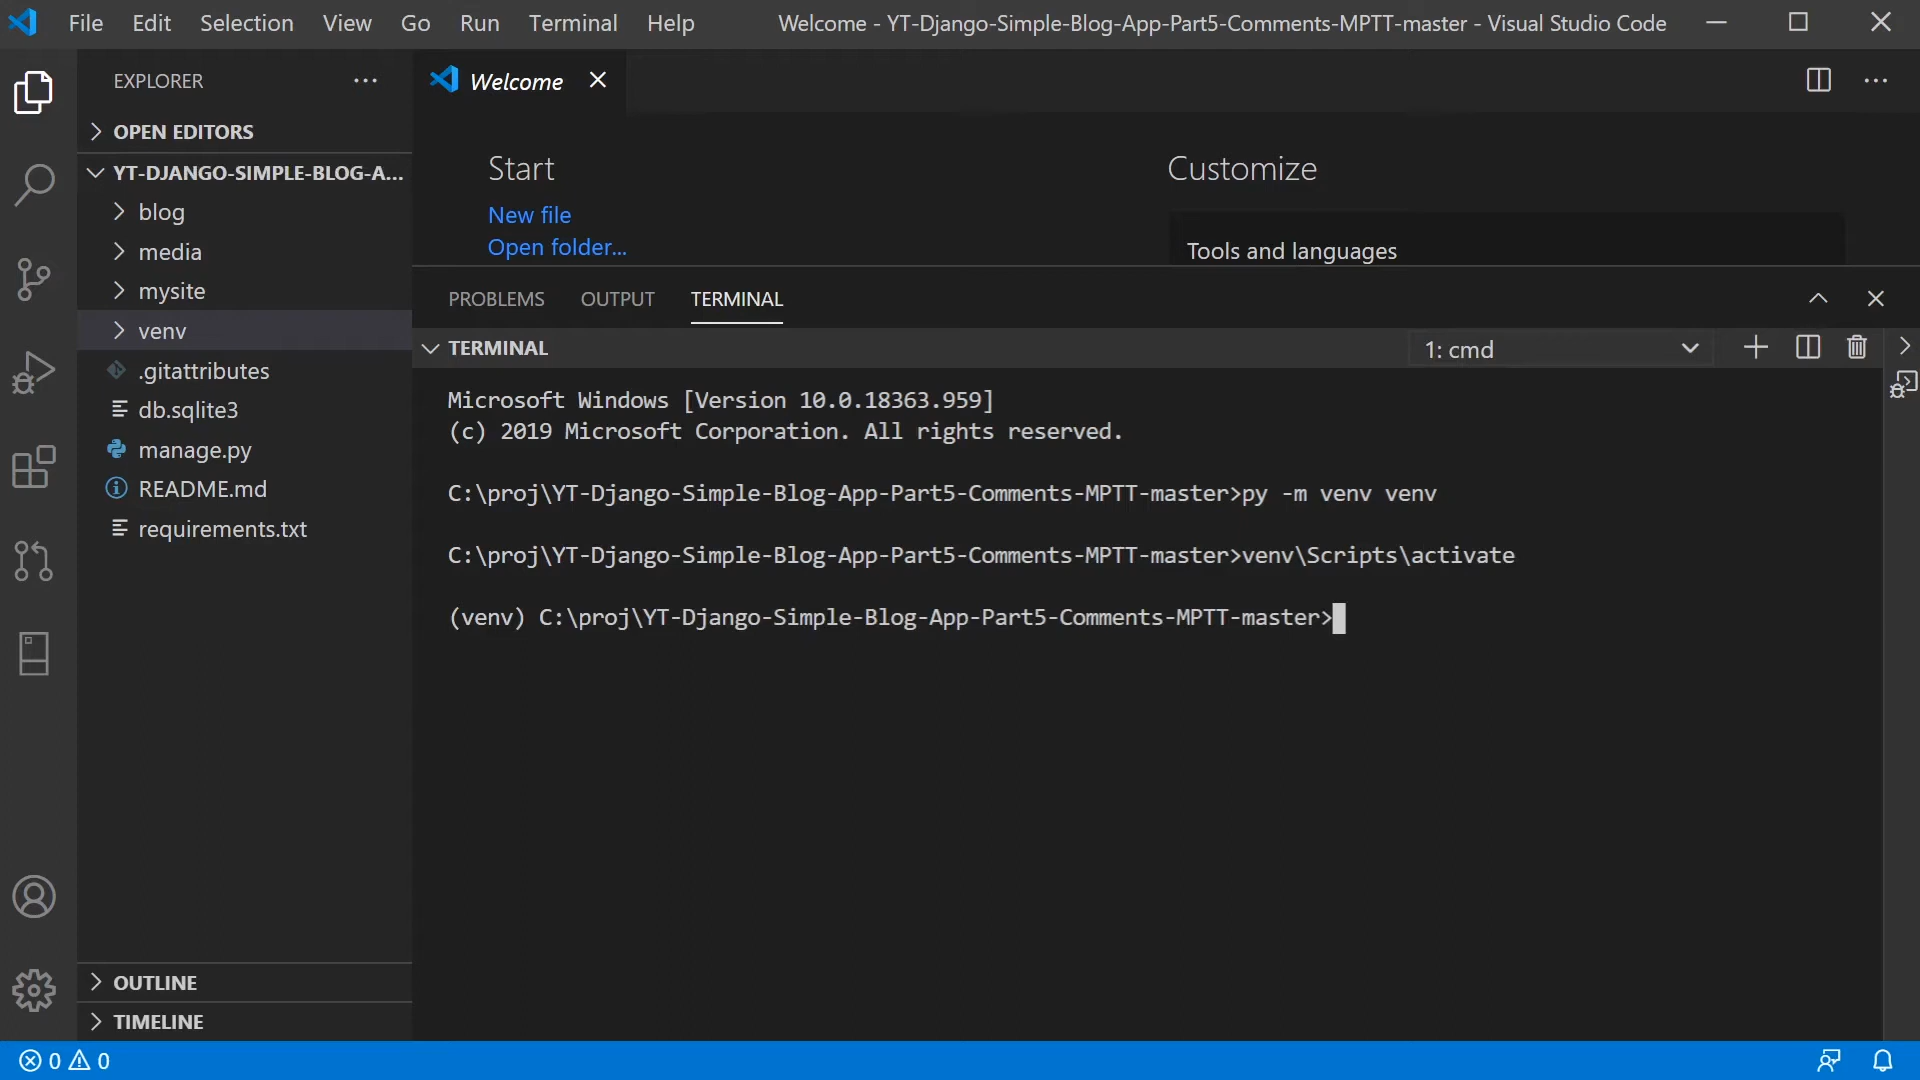 File Edit Selection View Go Run Terminal Help Welcome - YT-Django-Simple-Blog-App-Part5-Comments-MPTT-master - Visual Studio Code
EXPLORER ···
OPEN EDITORS
YT-DJANGO-SIMPLE-BLOG-A...
blog
media
mysite
venv
.gitattributes
db.sqlite3
manage.py
README.md
requirements.txt
OUTLINE
TIMELINE
Welcome
Start
New file
Open folder...
Customize
Tools and languages
PROBLEMS OUTPUT TERMINAL
TERMINAL 1: cmd
Microsoft Windows [Version 10.0.18363.959]
(c) 2019 Microsoft Corporation. All rights reserved.
C:\proj\YT-Django-Simple-Blog-App-Part5-Comments-MPTT-master>py -m venv venv
C:\proj\YT-Django-Simple-Blog-App-Part5-Comments-MPTT-master>venv\Scripts\activate
(venv) C:\proj\YT-Django-Simple-Blog-App-Part5-Comments-MPTT-master>
0 0